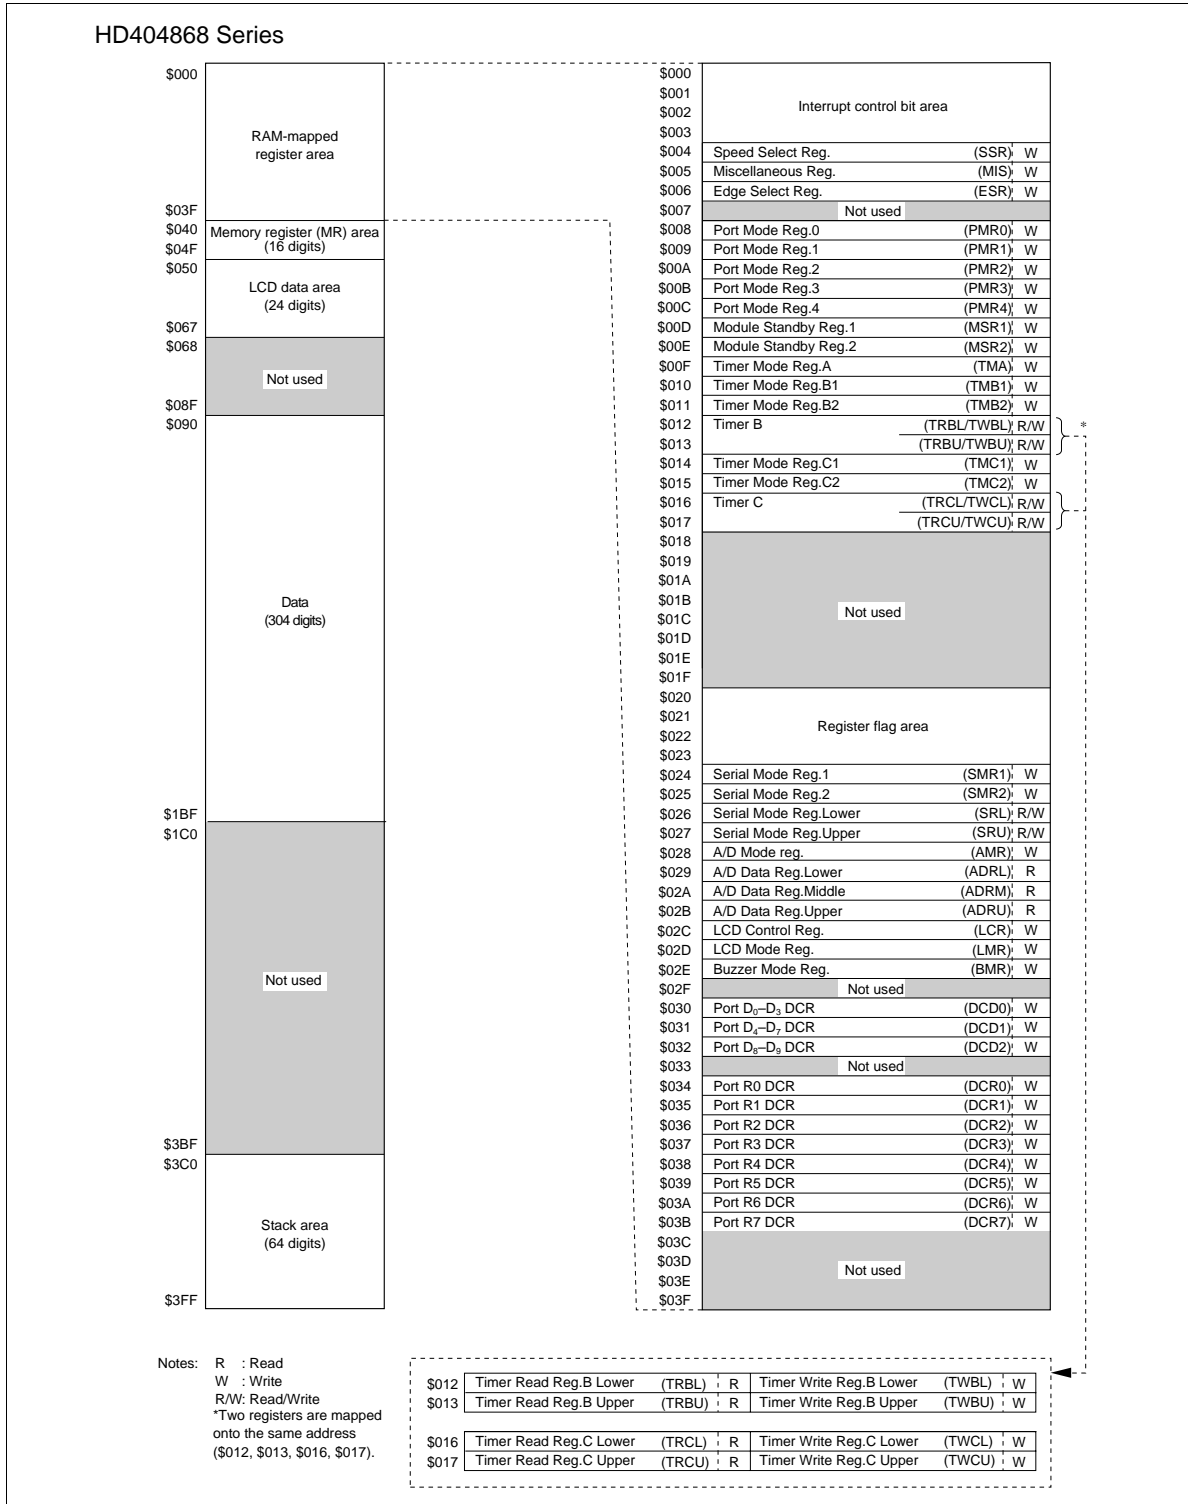 HD404868 Series
$000
RAM-mapped
register area
$03F
$040
Memory register (MR) area
(16 digits)
$04F
$050
LCD data area
(24 digits)
$067
$068
Not used
$08F
$090
Data
(304 digits)
$1BF
$1C0
Not used
$3BF
$3C0
Stack area
(64 digits)
$3FF
$000
$001
Interrupt control bit area
$002
$003
$004 Speed Select Reg. (SSR) W
$005 Miscellaneous Reg. (MIS) W
$006 Edge Select Reg. (ESR) W
$007 Not used
$008 Port Mode Reg.0 (PMR0) W
$009 Port Mode Reg.1 (PMR1) W
$00A Port Mode Reg.2 (PMR2) W
$00B Port Mode Reg.3 (PMR3) W
$00C Port Mode Reg.4 (PMR4) W
$00D Module Standby Reg.1 (MSR1) W
$00E Module Standby Reg.2 (MSR2) W
$00F Timer Mode Reg.A (TMA) W
$010 Timer Mode Reg.B1 (TMB1) W
$011 Timer Mode Reg.B2 (TMB2) W
$012 Timer B (TRBL/TWBL) R/W *
$013 (TRBU/TWBU) R/W
$014 Timer Mode Reg.C1 (TMC1) W
$015 Timer Mode Reg.C2 (TMC2) W
$016 Timer C (TRCL/TWCL) R/W
$017 (TRCU/TWCU) R/W
$018
$019
$01A
$01B
$01C Not used
$01D
$01E
$01F
$020
$021
Register flag area
$022
$023
$024 Serial Mode Reg.1 (SMR1) W
$025 Serial Mode Reg.2 (SMR2) W
$026 Serial Mode Reg.Lower (SRL) R/W
$027 Serial Mode Reg.Upper (SRU) R/W
$028 A/D Mode reg. (AMR) W
$029 A/D Data Reg.Lower (ADRL) R
$02A A/D Data Reg.Middle (ADRM) R
$02B A/D Data Reg.Upper (ADRU) R
$02C LCD Control Reg. (LCR) W
$02D LCD Mode Reg. (LMR) W
$02E Buzzer Mode Reg. (BMR) W
$02F Not used
$030 Port D₀–D₃ DCR (DCD0) W
$031 Port D₄–D₇ DCR (DCD1) W
$032 Port D₈–D₉ DCR (DCD2) W
$033 Not used
$034 Port R0 DCR (DCR0) W
$035 Port R1 DCR (DCR1) W
$036 Port R2 DCR (DCR2) W
$037 Port R3 DCR (DCR3) W
$038 Port R4 DCR (DCR4) W
$039 Port R5 DCR (DCR5) W
$03A Port R6 DCR (DCR6) W
$03B Port R7 DCR (DCR7) W
$03C
$03D
Not used
$03E
$03F
Notes: R : Read
W : Write
R/W: Read/Write
*Two registers are mapped
onto the same address
($012, $013, $016, $017).
$012 Timer Read Reg.B Lower (TRBL) R Timer Write Reg.B Lower (TWBL) W
$013 Timer Read Reg.B Upper (TRBU) R Timer Write Reg.B Upper (TWBU) W
$016 Timer Read Reg.C Lower (TRCL) R Timer Write Reg.C Lower (TWCL) W
$017 Timer Read Reg.C Upper (TRCU) R Timer Write Reg.C Upper (TWCU) W